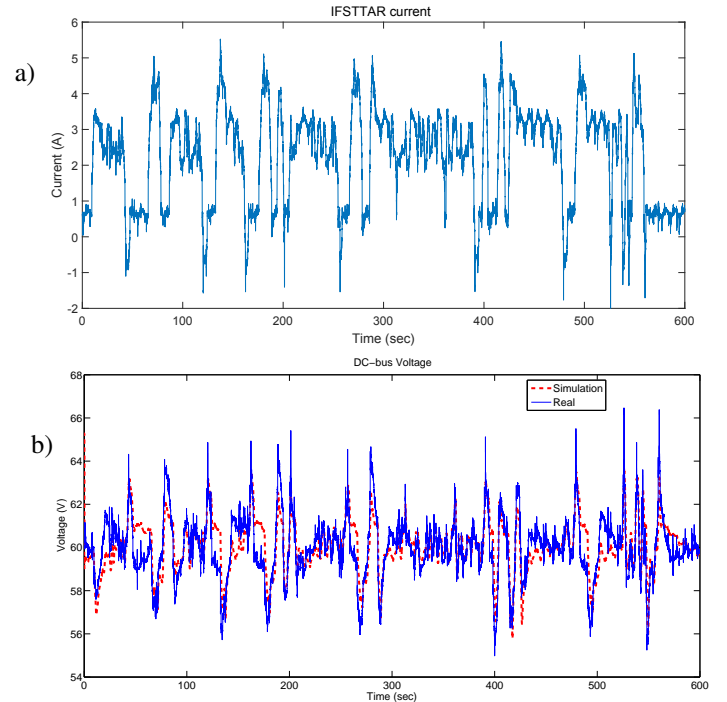 IFSTTAR current
a)
6
5
4
3
2
1
0
-1
-2
Current (A)
0 100 200 300 400 500 600
Time (sec)
DC-bus Voltage
b)
68
66
64
62
60
58
56
54
Voltage (V)
Simulation
Real
0 100 200 300 400 500 600
Time (sec)